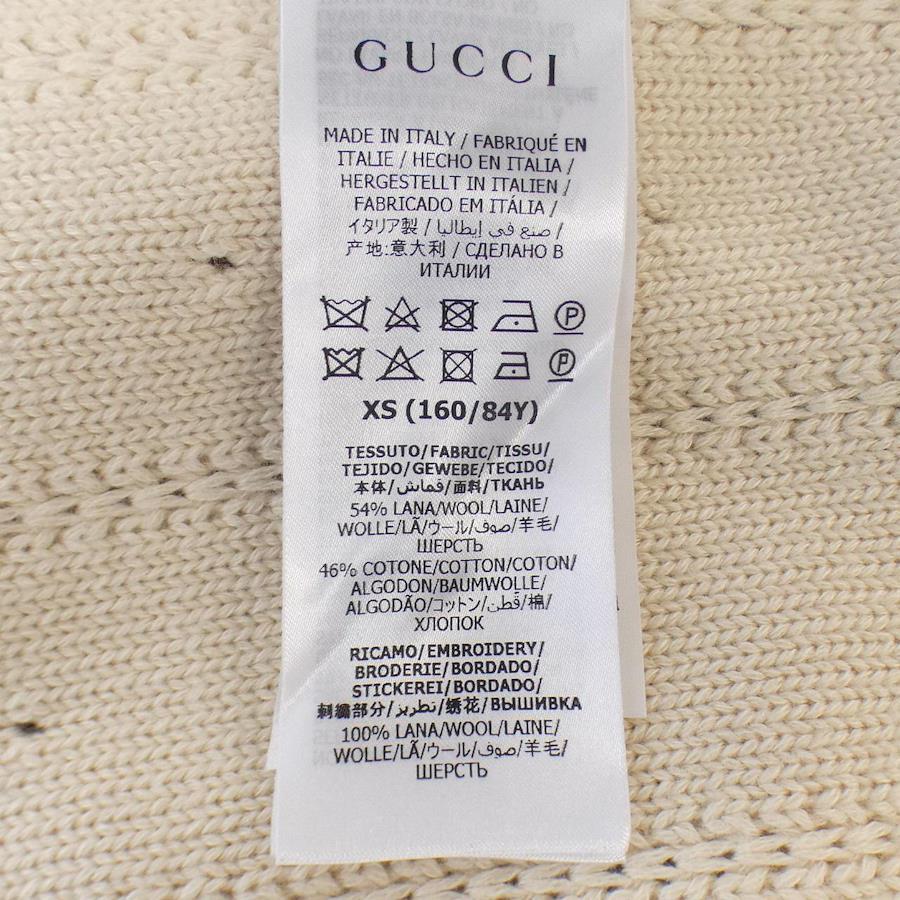 GUCCI
MADE IN ITALY / FABRIQUÉ EN
ITALIE / HECHO EN ITALIA /
HERGESTELLT IN ITALIEN /
FABRICADO EM ITÁLIA /
イタリア製 / صنع في إيطاليا /
产地:意大利 / СДЕЛАНО В
ИТАЛИИ
P
P
XS (160/84Y)
TESSUTO/FABRIC/TISSU/
TEJIDO/GEWEBE/TECIDO/
本体/قماش/面料/ТКАНЬ
54% LANA/WOOL/LAINE/
WOLLE/LÃ/ウール/صوف/羊毛/
ШЕРСТЬ
46% COTONE/COTTON/COTON/
ALGODON/BAUMWOLLE/
ALGODÃO/コットン/قطن/棉/
ХЛОПОК
RICAMO/EMBROIDERY/
BRODERIE/BORDADO/
STICKEREI/BORDADO/
刺繍部分/تطريز/绣花/ВЫШИВКА
100% LANA/WOOL/LAINE/
WOLLE/LÃ/ウール/صوف/羊毛/
ШЕРСТЬ